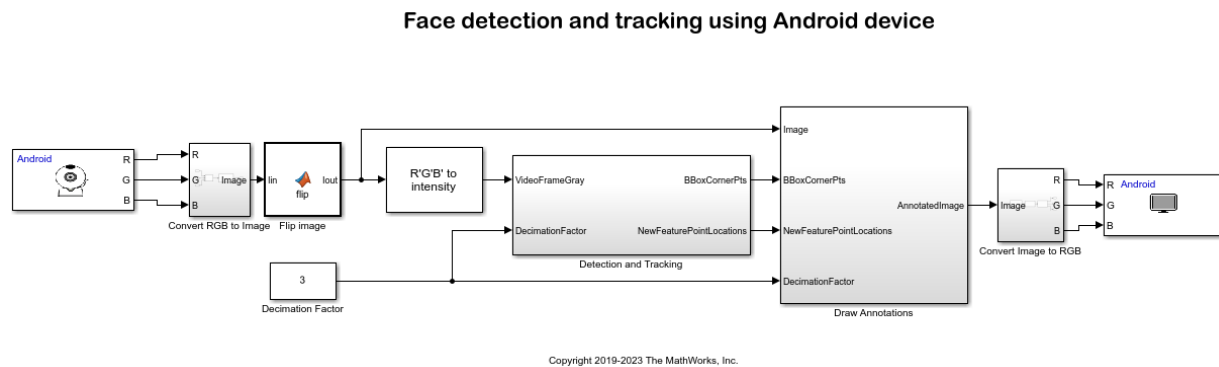 Face detection and tracking using Android device
Android
R
G
B
R
G
B
Image
Convert RGB to Image
Iin
flip
Iout
Flip image
R'G'B' to
intensity
3
Decimation Factor
VideoFrameGray
DecimationFactor
BBoxCornerPts
NewFeaturePointLocations
Detection and Tracking
Image
BBoxCornerPts
NewFeaturePointLocations
DecimationFactor
AnnotatedImage
Draw Annotations
Image
R
G
B
Convert Image to RGB
R
G
B
Android
Copyright 2019-2023 The MathWorks, Inc.